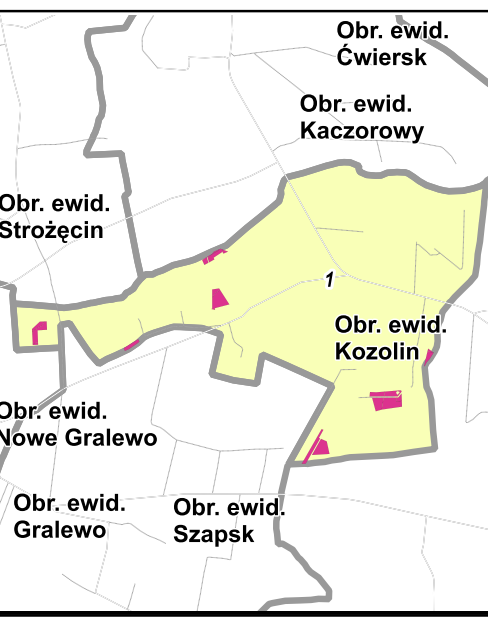 Obr. ewid.
Ćwiersk
Obr. ewid.
Kaczorowy
Obr. ewid.
Strożęcin
1
Obr. ewid.
Kozolin
Obr. ewid.
Nowe Gralewo
Obr. ewid.
Gralewo
Obr. ewid.
Szapsk